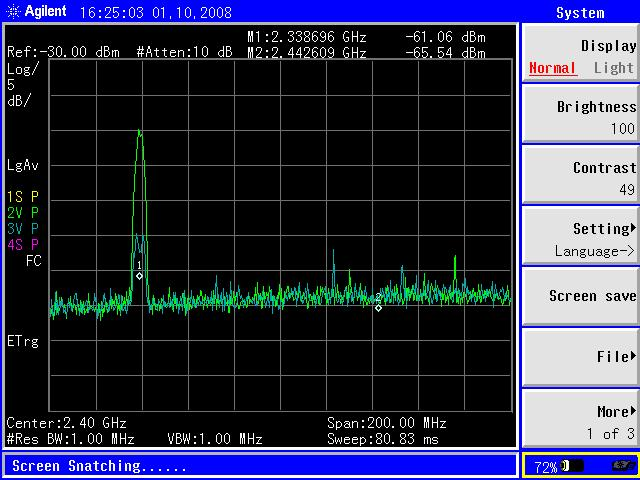 Agilent 16:25:03 01,10,2008
M1:2.338696 GHz -61.06 dBm
Ref:-30.00 dBm #Atten:10 dB M2:2.442609 GHz -65.54 dBm
Log/
5
dB/
LgAv
1S P
2V P
3V P
4S P
FC
1
2
ETrg
Center:2.40 GHz Span:200.00 MHz
#Res BW:1.00 MHz VBW:1.00 MHz Sweep:80.83 ms
Screen Snatching......
System
Display
Normal Light
Brightness
100
Contrast
49
Setting
Language->
Screen save
File
More
1 of 3
72%